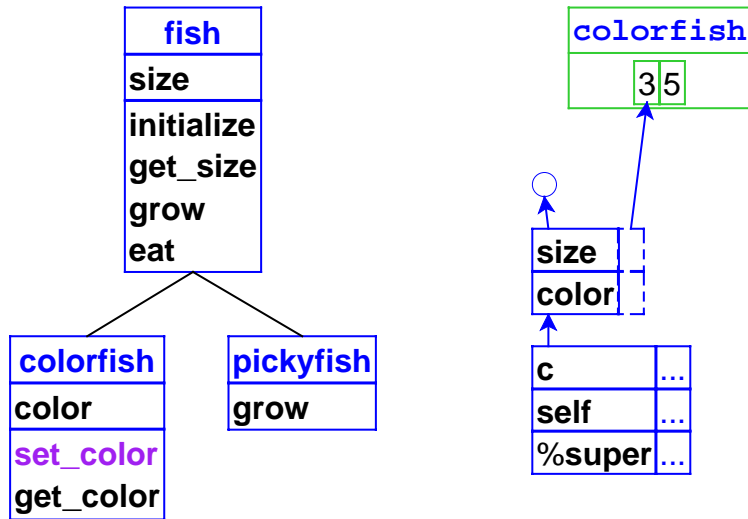 fish
size
initialize
get_size
grow
eat
colorfish
color
set_color
get_color
pickyfish
grow
colorfish
3 5
size
color
c ...
self ...
%super ...